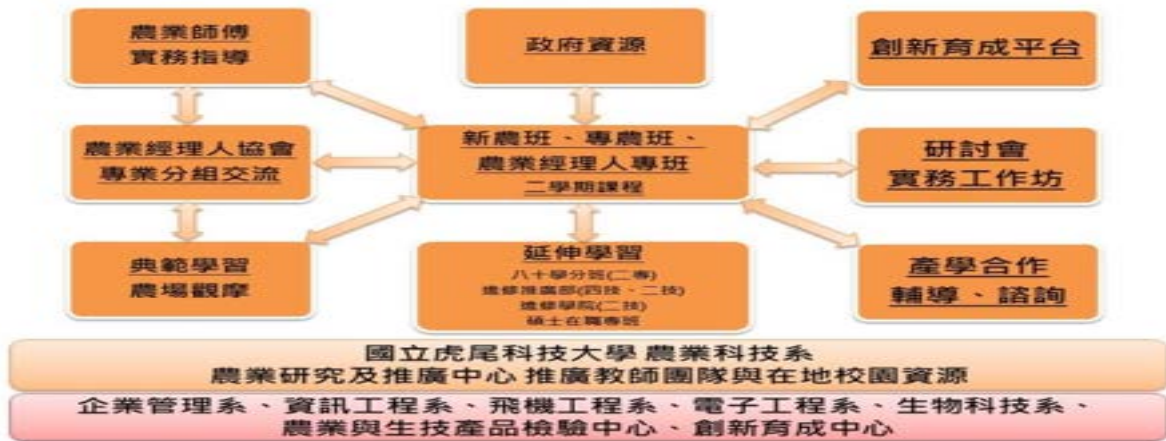 農業師傅
實務指導
政府資源
創新育成平台
農業經理人協會
專業分組交流
新農班、專農班、
農業經理人專班
二學期課程
研討會
實務工作坊
典範學習
農場觀摩
延伸學習
八十學分班(二專)
進修推廣部(四技、二技)
進修學院(二技)
碩士在職專班
產學合作
輔導、諮詢
國立虎尾科技大學 農業科技系
農業研究及推廣中心 推廣教師團隊與在地校園資源
企業管理系、資訊工程系、飛機工程系、電子工程系、生物科技系、
農業與生技產品檢驗中心、創新育成中心